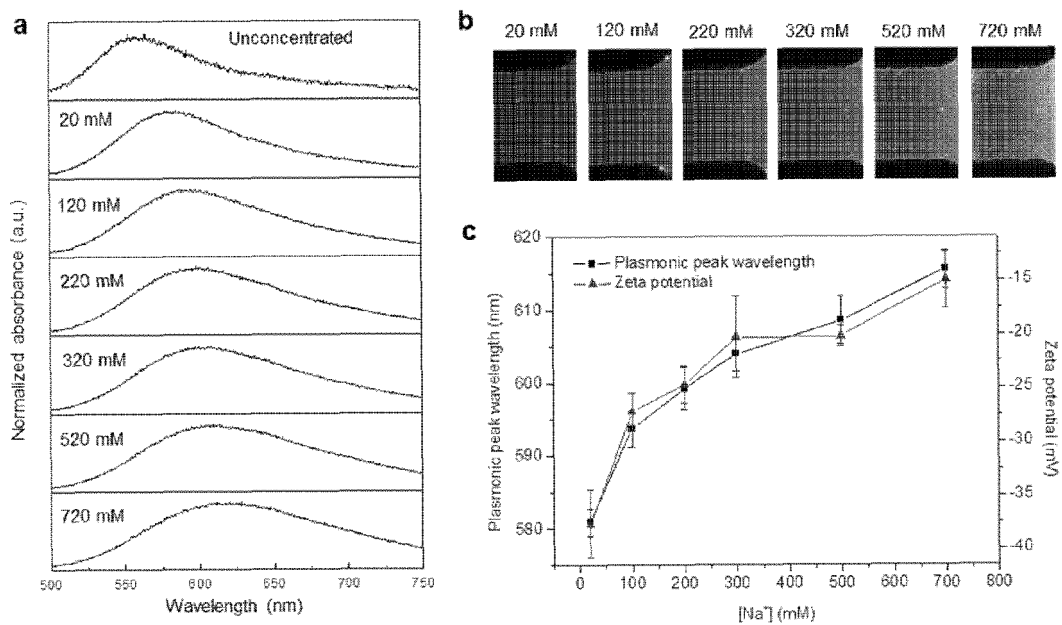 a
Unconcentrated
20 mM
120 mM
220 mM
320 mM
520 mM
720 mM
Normalized absorbance (a.u.)
500 550 600 650 700 750
Wavelength (nm)
b
20 mM 120 mM 220 mM 320 mM 520 mM 720 mM
c
Plasmonic peak wavelength
Zeta potential
620
610
600
590
580
Plasmonic peak wavelength (nm)
-15
-20
-25
-30
-35
-40
Zeta potential (mV)
0 100 200 300 400 500 600 700 800
[Na⁺] (mM)